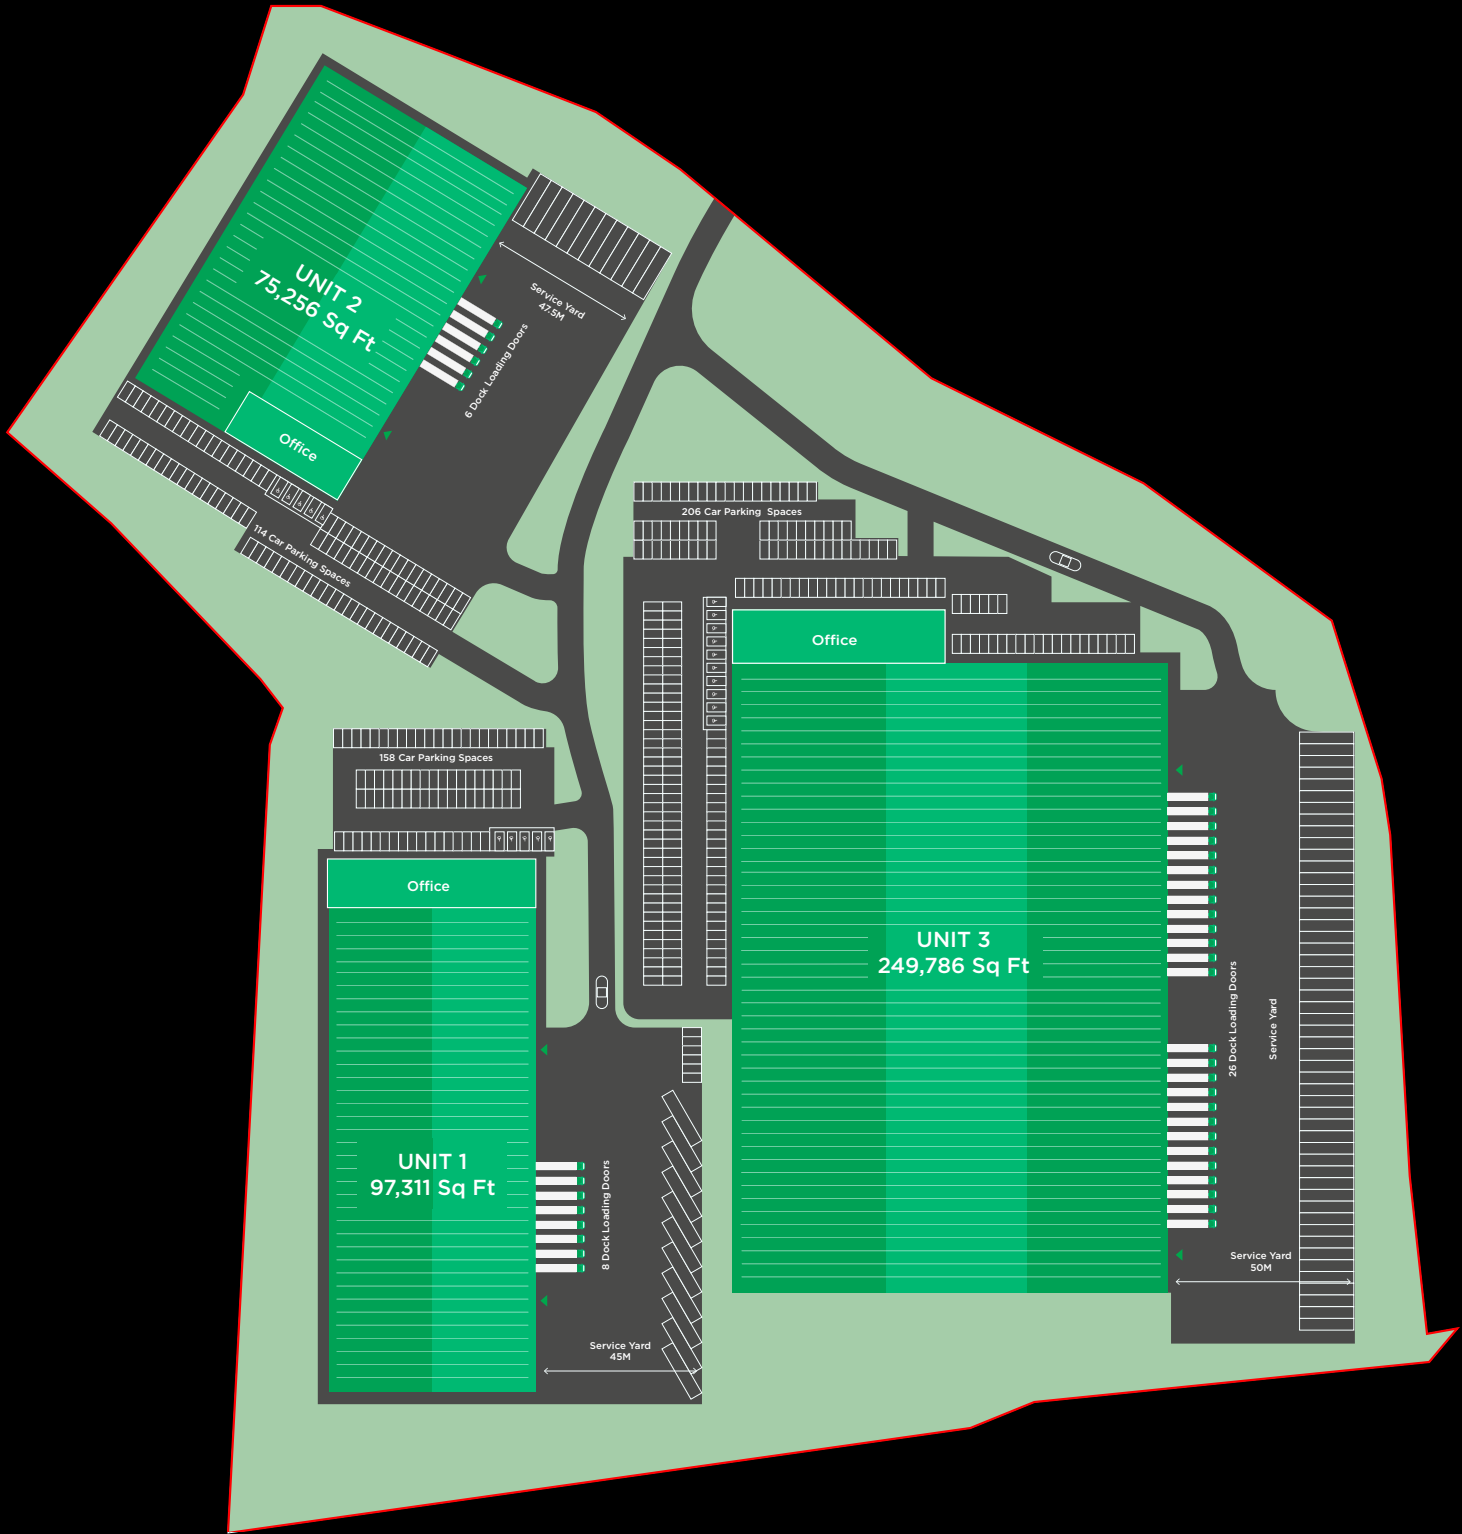 UNIT 2
75,256 Sq Ft
Service Yard
47.5M
6 Dock Loading Doors
Office
114 Car Parking Spaces
206 Car Parking Spaces
Office
158 Car Parking Spaces
Office
UNIT 3
249,786 Sq Ft
26 Dock Loading Doors
Service Yard
UNIT 1
97,311 Sq Ft
8 Dock Loading Doors
Service Yard
50M
Service Yard
45M